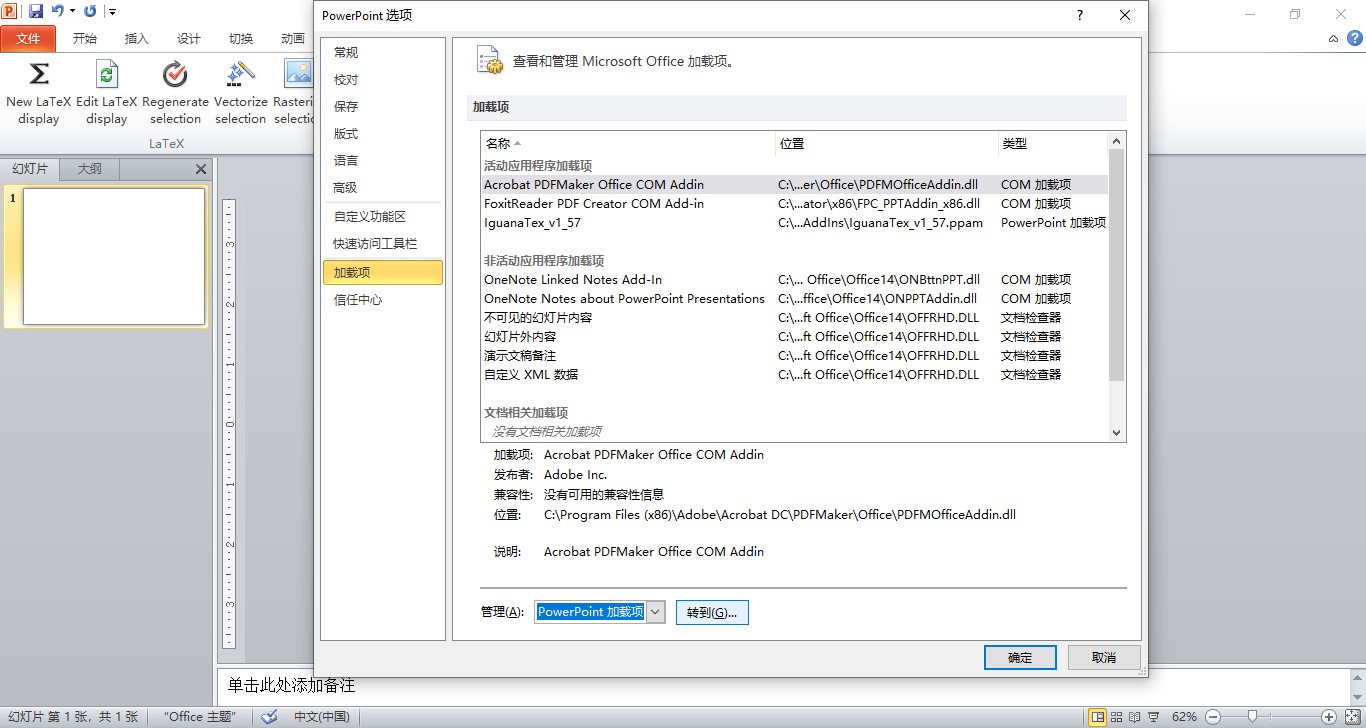 PowerPoint 选项
?
文件 开始 插入 设计 切换 动画
New LaTeX display
Edit LaTeX display
Regenerate selection
Vectorize selection
Rasteri selectio
LaTeX
幻灯片 大纲
1
常规
校对
保存
版式
语言
高级
自定义功能区
快速访问工具栏
加载项
信任中心
查看和管理 Microsoft Office 加载项。
加载项
名称 位置 类型
活动应用程序加载项
Acrobat PDFMaker Office COM Addin C:\...er\Office\PDFMOfficeAddin.dll COM 加载项
FoxitReader PDF Creator COM Add-in C:\...ator\x86\FPC_PPTAddin_x86.dll COM 加载项
IguanaTex_v1_57 C:\...AddIns\IguanaTex_v1_57.ppam PowerPoint 加载项
非活动应用程序加载项
OneNote Linked Notes Add-In C:\... Office\Office14\ONBttnPPT.dll COM 加载项
OneNote Notes about PowerPoint Presentations C:\...ffice\Office14\ONPPTAddin.dll COM 加载项
不可见的幻灯片内容 C:\...ft Office\Office14\OFFRHD.DLL 文档检查器
幻灯片外内容 C:\...ft Office\Office14\OFFRHD.DLL 文档检查器
演示文稿备注 C:\...ft Office\Office14\OFFRHD.DLL 文档检查器
自定义 XML 数据 C:\...ft Office\Office14\OFFRHD.DLL 文档检查器
文档相关加载项
没有文档相关加载项
加载项: Acrobat PDFMaker Office COM Addin
发布者: Adobe Inc.
兼容性: 没有可用的兼容性信息
位置: C:\Program Files (x86)\Adobe\Acrobat DC\PDFMaker\Office\PDFMOfficeAddin.dll
说明: Acrobat PDFMaker Office COM Addin
管理(A): PowerPoint 加载项 转到(G)...
确定 取消
3
2
1
0
1
2
3
单击此处添加备注
幻灯片 第 1 张，共 1 张 "Office 主题" 中文(中国) 62%